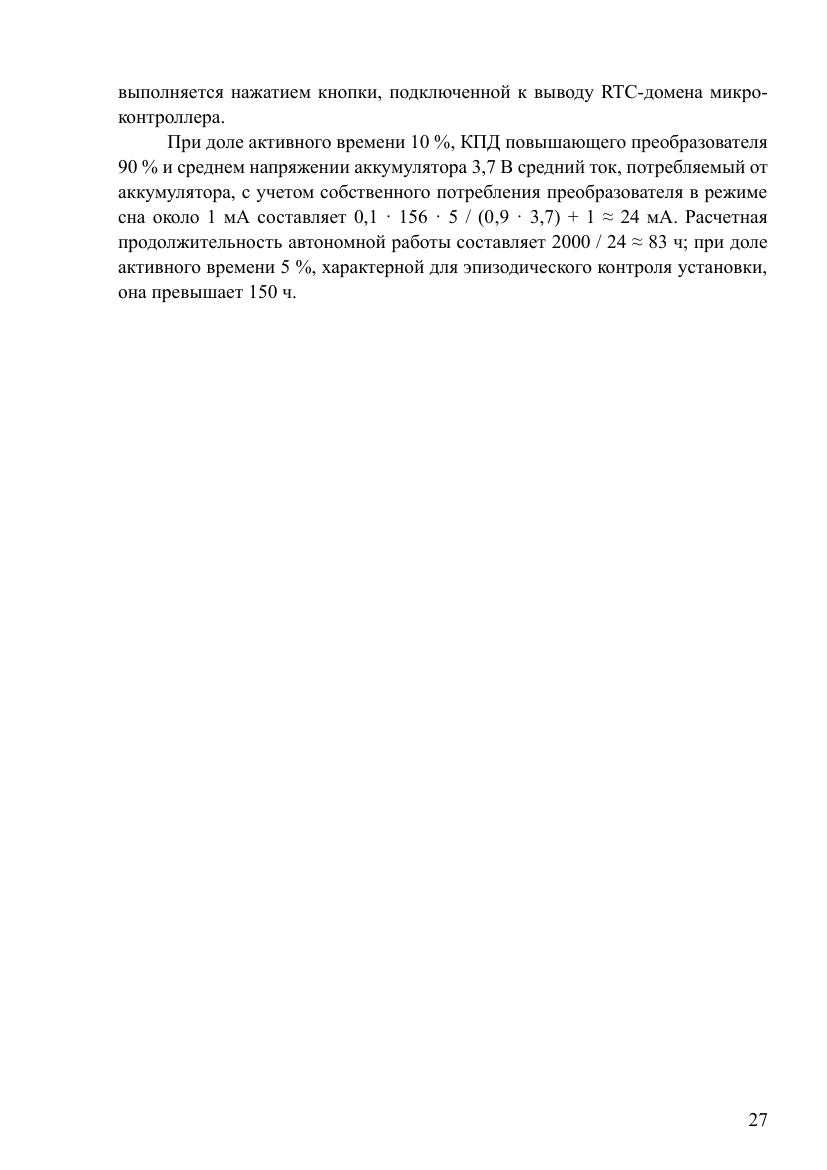 выполняется нажатием кнопки, подключенной к выводу RTC-домена микро-
контроллера.
При доле активного времени 10 %, КПД повышающего преобразователя
90 % и среднем напряжении аккумулятора 3,7 В средний ток, потребляемый от
аккумулятора, с учетом собственного потребления преобразователя в режиме
сна около 1 мА составляет 0,1 · 156 · 5 / (0,9 · 3,7) + 1 ≈ 24 мА. Расчетная
продолжительность автономной работы составляет 2000 / 24 ≈ 83 ч; при доле
активного времени 5 %, характерной для эпизодического контроля установки,
она превышает 150 ч.
27